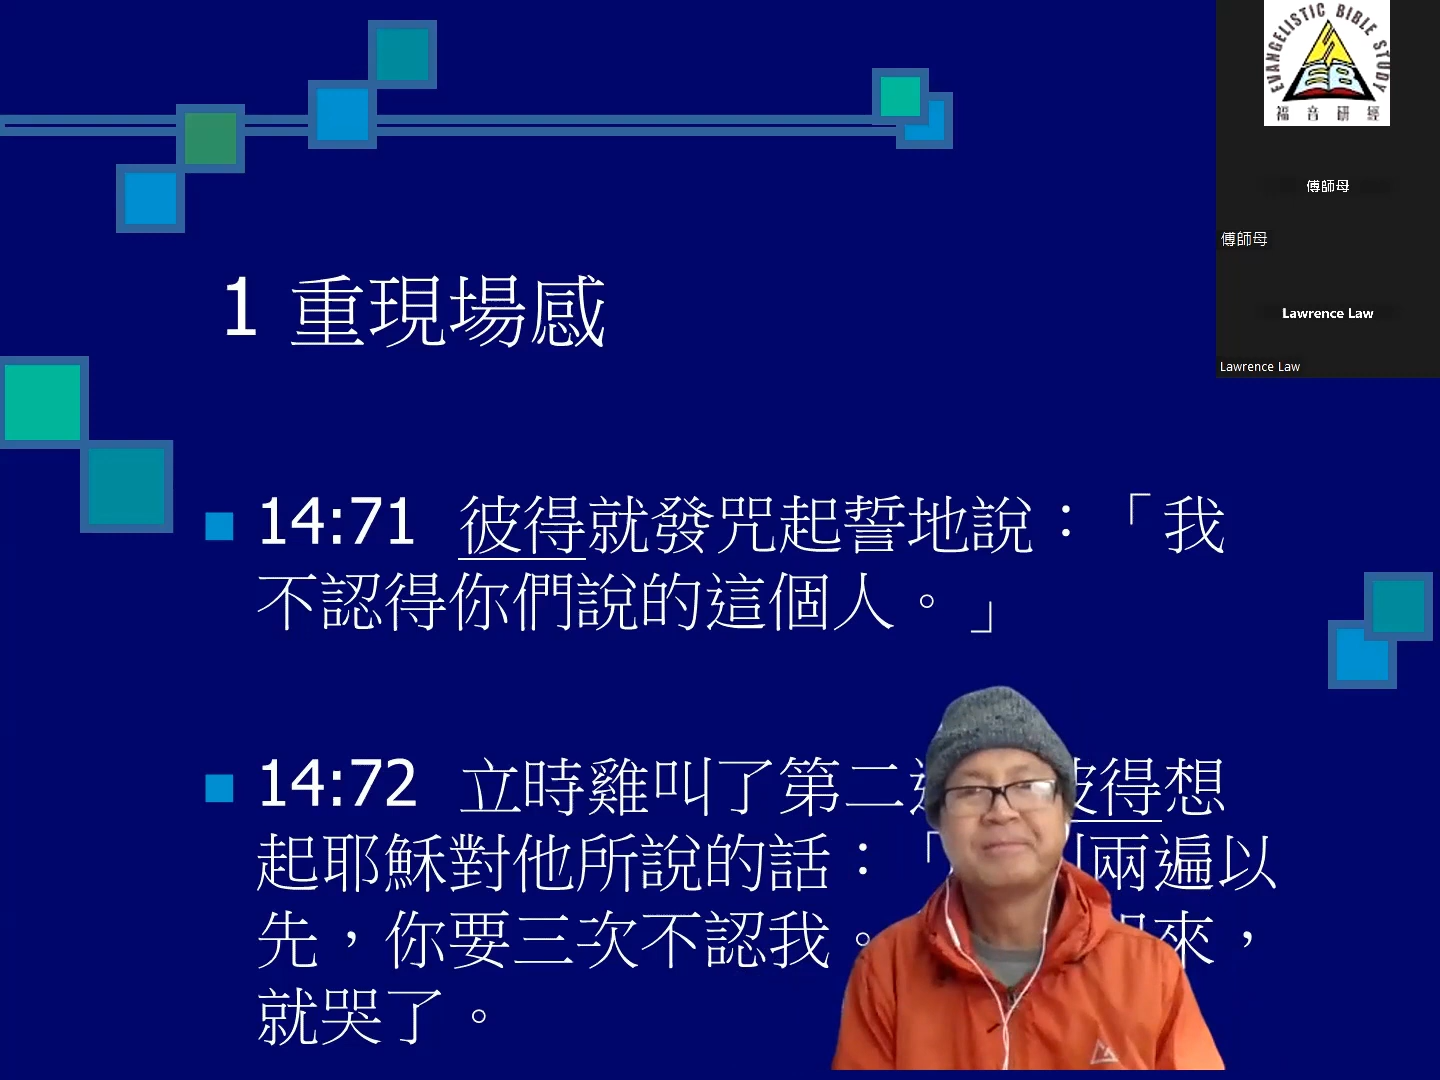 EVANGELISTIC BIBLE STUDY
福音研經
傅師母
傅師母
Lawrence Law
Lawrence Law
1 重現場感
14:71 彼得就發咒起誓地說：「我
不認得你們說的這個人。」
14:72 立時雞叫了第二 彼得想
起耶穌對他所說的話：「 兩遍以
先，你要三次不認我。 來，
就哭了。